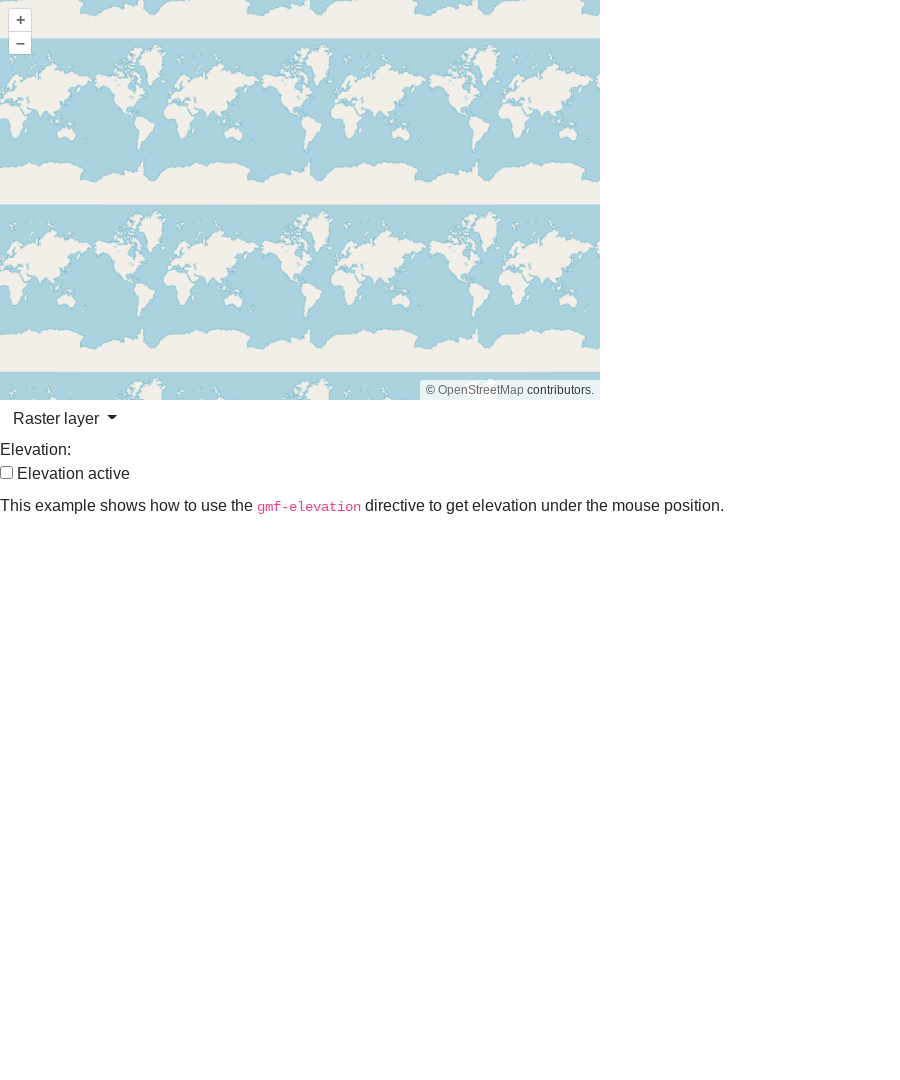 +
–
© OpenStreetMap contributors.
Raster layer
Elevation:
Elevation active
This example shows how to use the gmf-elevation directive to get elevation under the mouse position.